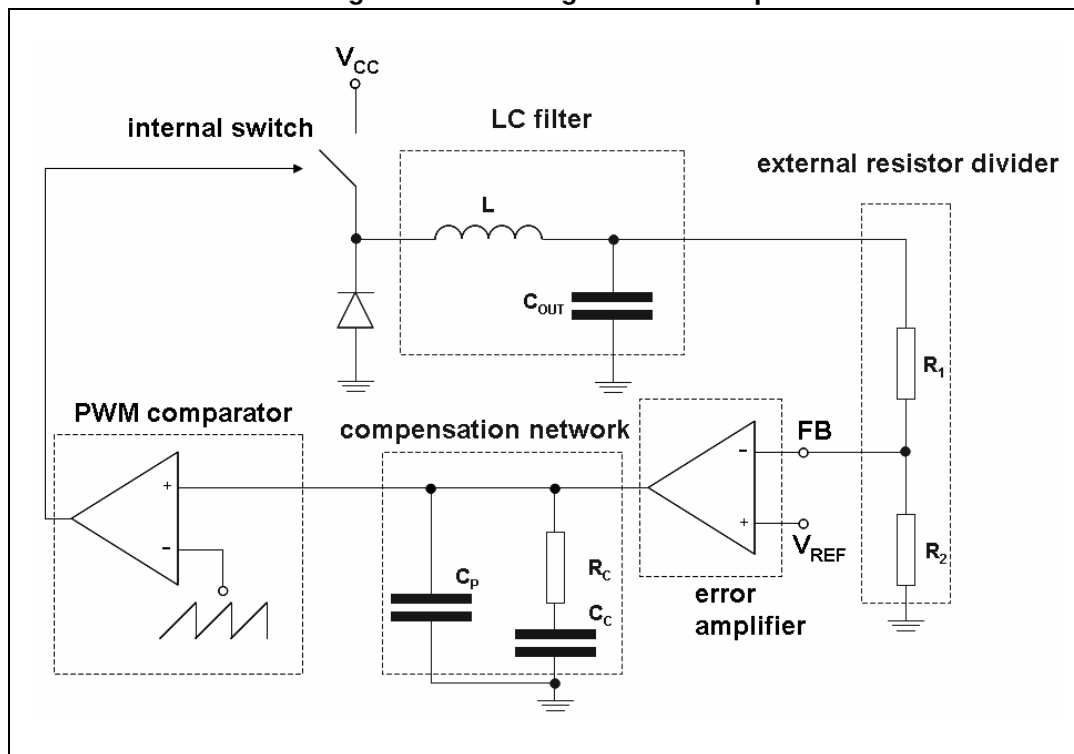 V_CC
internal switch
LC filter
external resistor divider
L
C_OUT
R_1
PWM comparator
compensation network
FB
-
+
+
-
V_REF
R_2
C_P
R_C
C_C
error
amplifier